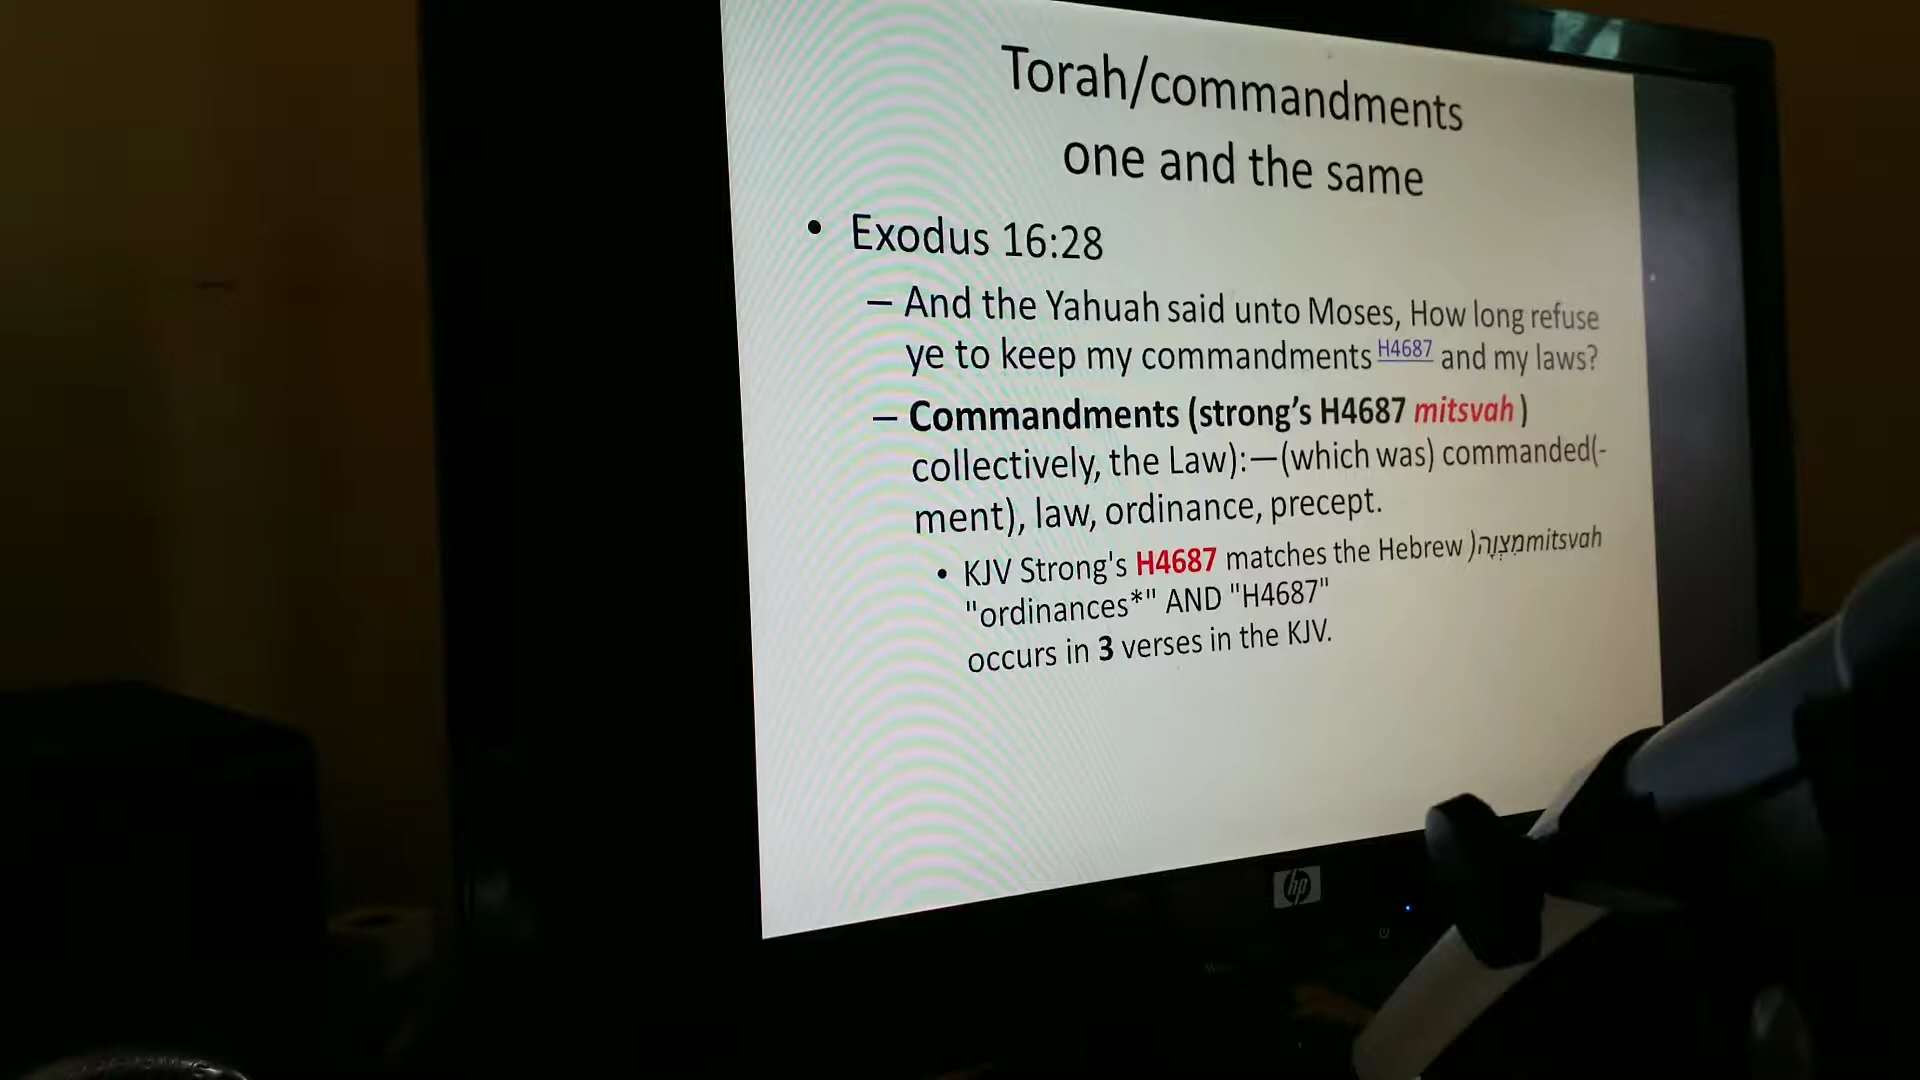 Torah/commandments
one and the same
• Exodus 16:28
– And the Yahuah said unto Moses, How long refuse
ye to keep my commandments H4687 and my laws?
– Commandments (strong's H4687 mitsvah )
collectively, the Law):—(which was) commanded(-
ment), law, ordinance, precept.
• KJV Strong's H4687 matches the Hebrew )מִצְוָהmitsvah
"ordinances*" AND "H4687"
occurs in 3 verses in the KJV.
hp